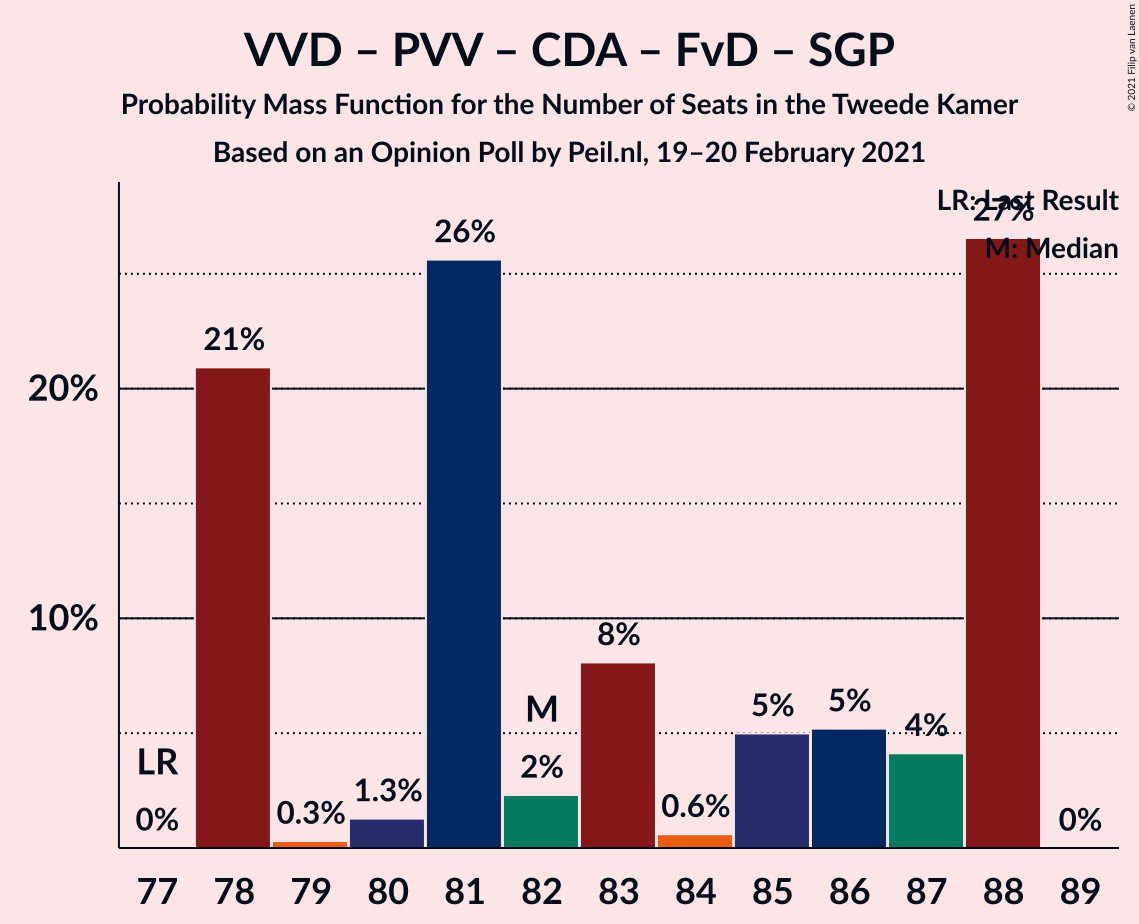 VVD – PVV – CDA – FvD – SGP
Probability Mass Function for the Number of Seats in the Tweede Kamer
Based on an Opinion Poll by Peil.nl, 19–20 February 2021
© 2021 Filip van Laenen
LR: Last Result
M: Median
27%
26%
21%
20%
10%
8%
M
5%
5%
4%
LR
2%
1.3%
0.6%
0.3%
0%
0%
77 78 79 80 81 82 83 84 85 86 87 88 89